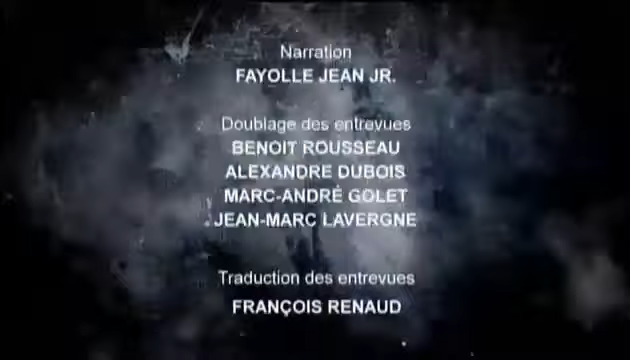 Narration
FAYOLLE JEAN JR.
Doublage des entrevues
BENOIT ROUSSEAU
ALEXANDRE DUBOIS
MARC-ANDRÉ GOLET
JEAN-MARC LAVERGNE
Traduction des entrevues
FRANÇOIS RENAUD